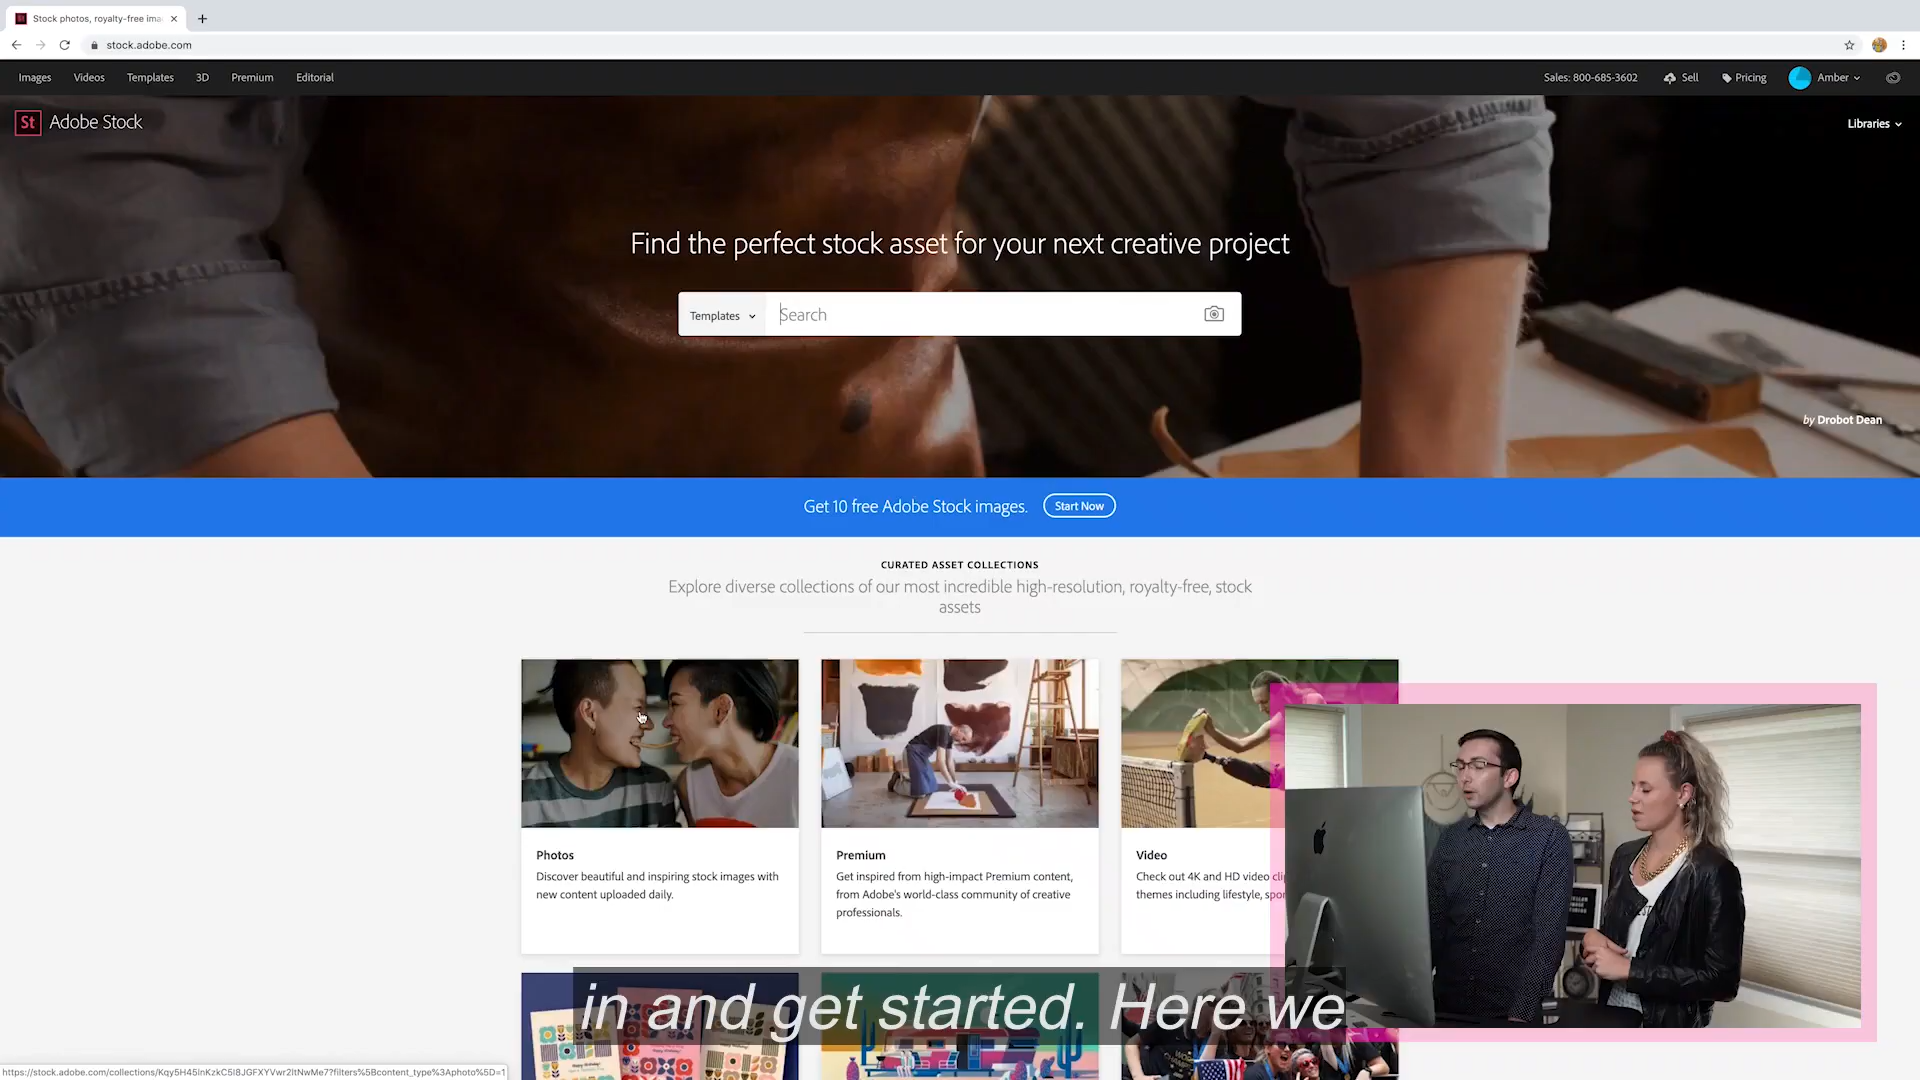 Stock photos, royalty-free ima
stock.adobe.com
Images Videos Templates 3D Premium Editorial
Sales: 800-685-3602 Sell Pricing Amber
St Adobe Stock
Libraries
Find the perfect stock asset for your next creative project
Templates Search
by Drobot Dean
Get 10 free Adobe Stock images. Start Now
CURATED ASSET COLLECTIONS
Explore diverse collections of our most incredible high-resolution, royalty-free, stock
assets
Photos
Discover beautiful and inspiring stock images with
new content uploaded daily.
Premium
Get inspired from high-impact Premium content,
from Adobe's world-class community of creative
professionals.
Video
Check out 4K and HD video cli
themes including lifestyle, spor
in and get started. Here we